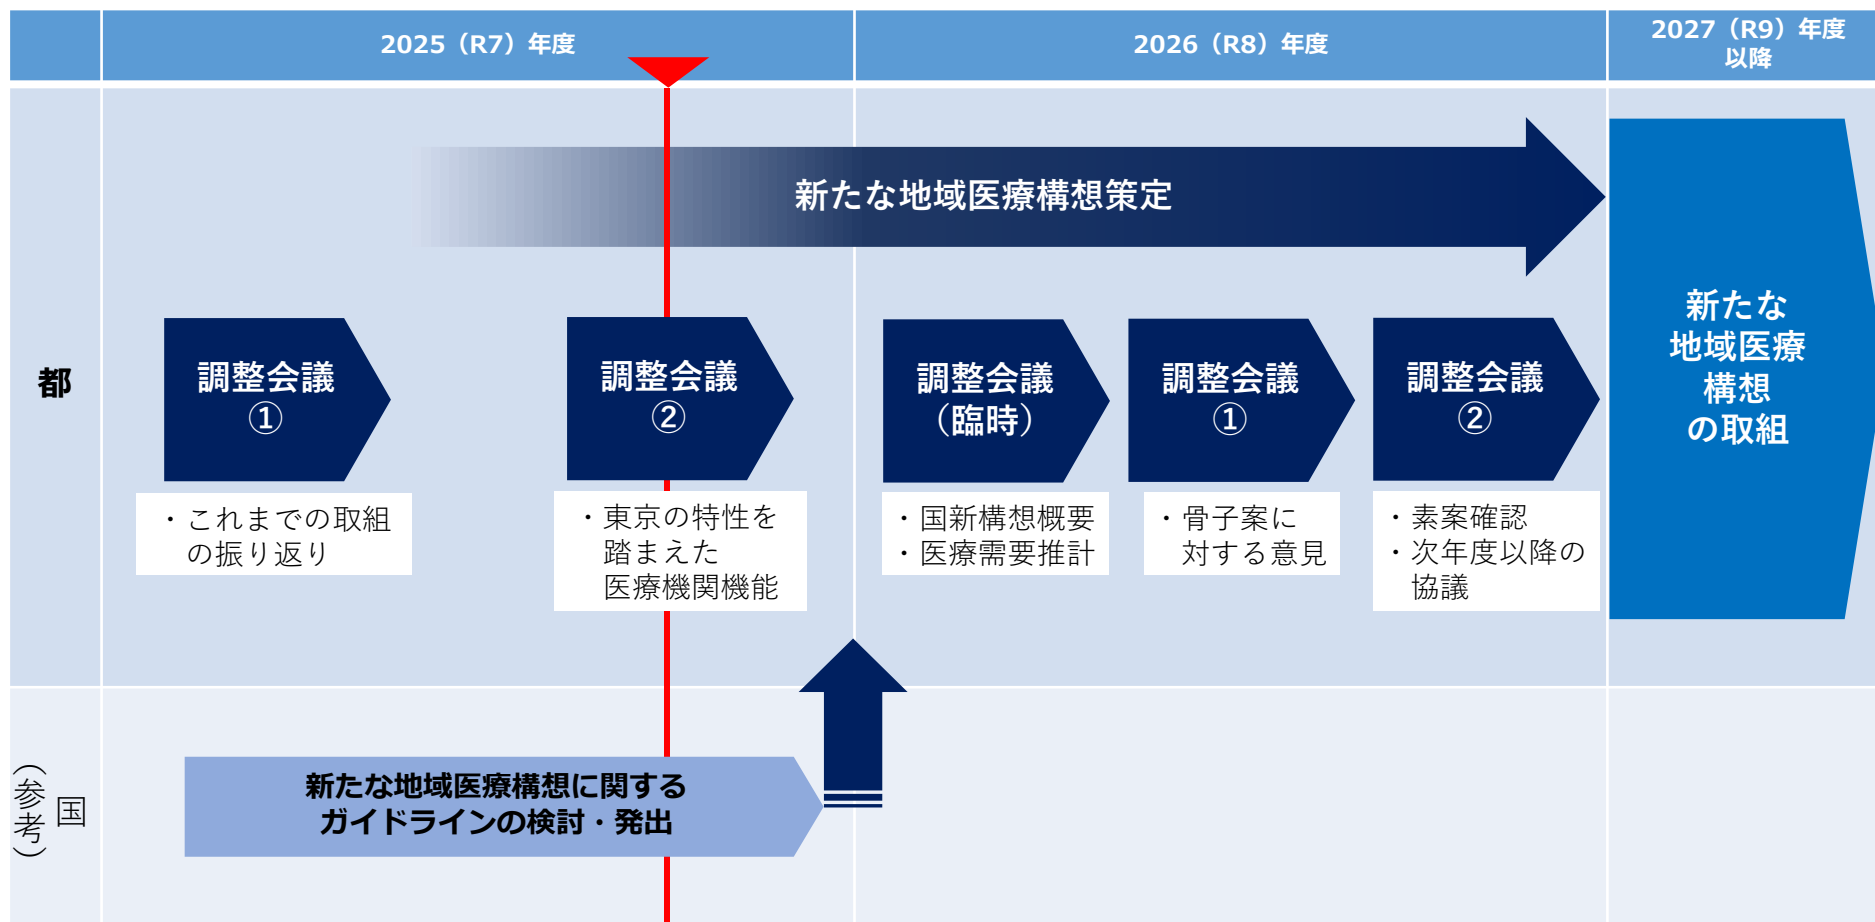 2025（R7）年度
2026（R8）年度
2027（R9）年度
以降
都
新たな地域医療構想策定
調整会議
①
・これまでの取組
の振り返り
調整会議
②
・東京の特性を
踏まえた
医療機関機能
調整会議
（臨時）
・国新構想概要
・医療需要推計
調整会議
①
・骨子案に
対する意見
調整会議
②
・素案確認
・次年度以降の
協議
新たな
地域医療
構想
の取組
国
（参考）
新たな地域医療構想に関する
ガイドラインの検討・発出